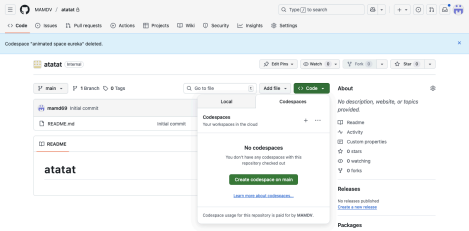 MAMDV / atatat
Type / to search
Code
Issues
Pull requests
Actions
Projects
Wiki
Security
Insights
Settings
Codespace "animated space eureka" deleted.
atatat Internal
Edit Pins
Watch 0
Fork 0
Star 0
main
1 Branch
0 Tags
Go to file
t
Add file
Code
mamd69 initial commit
README.md
initial commit
README
atatat
Local
Codespaces
Codespaces
Your workspaces in the cloud
No codespaces
You don't have any codespaces with this
repository checked out
Create codespace on main
Learn more about codespaces...
Codespace usage for this repository is paid for by MAMDV.
About
No description, website, or topics
provided.
Readme
Activity
Custom properties
0 stars
0 watching
0 forks
Releases
No releases published
Create a new release
Packages